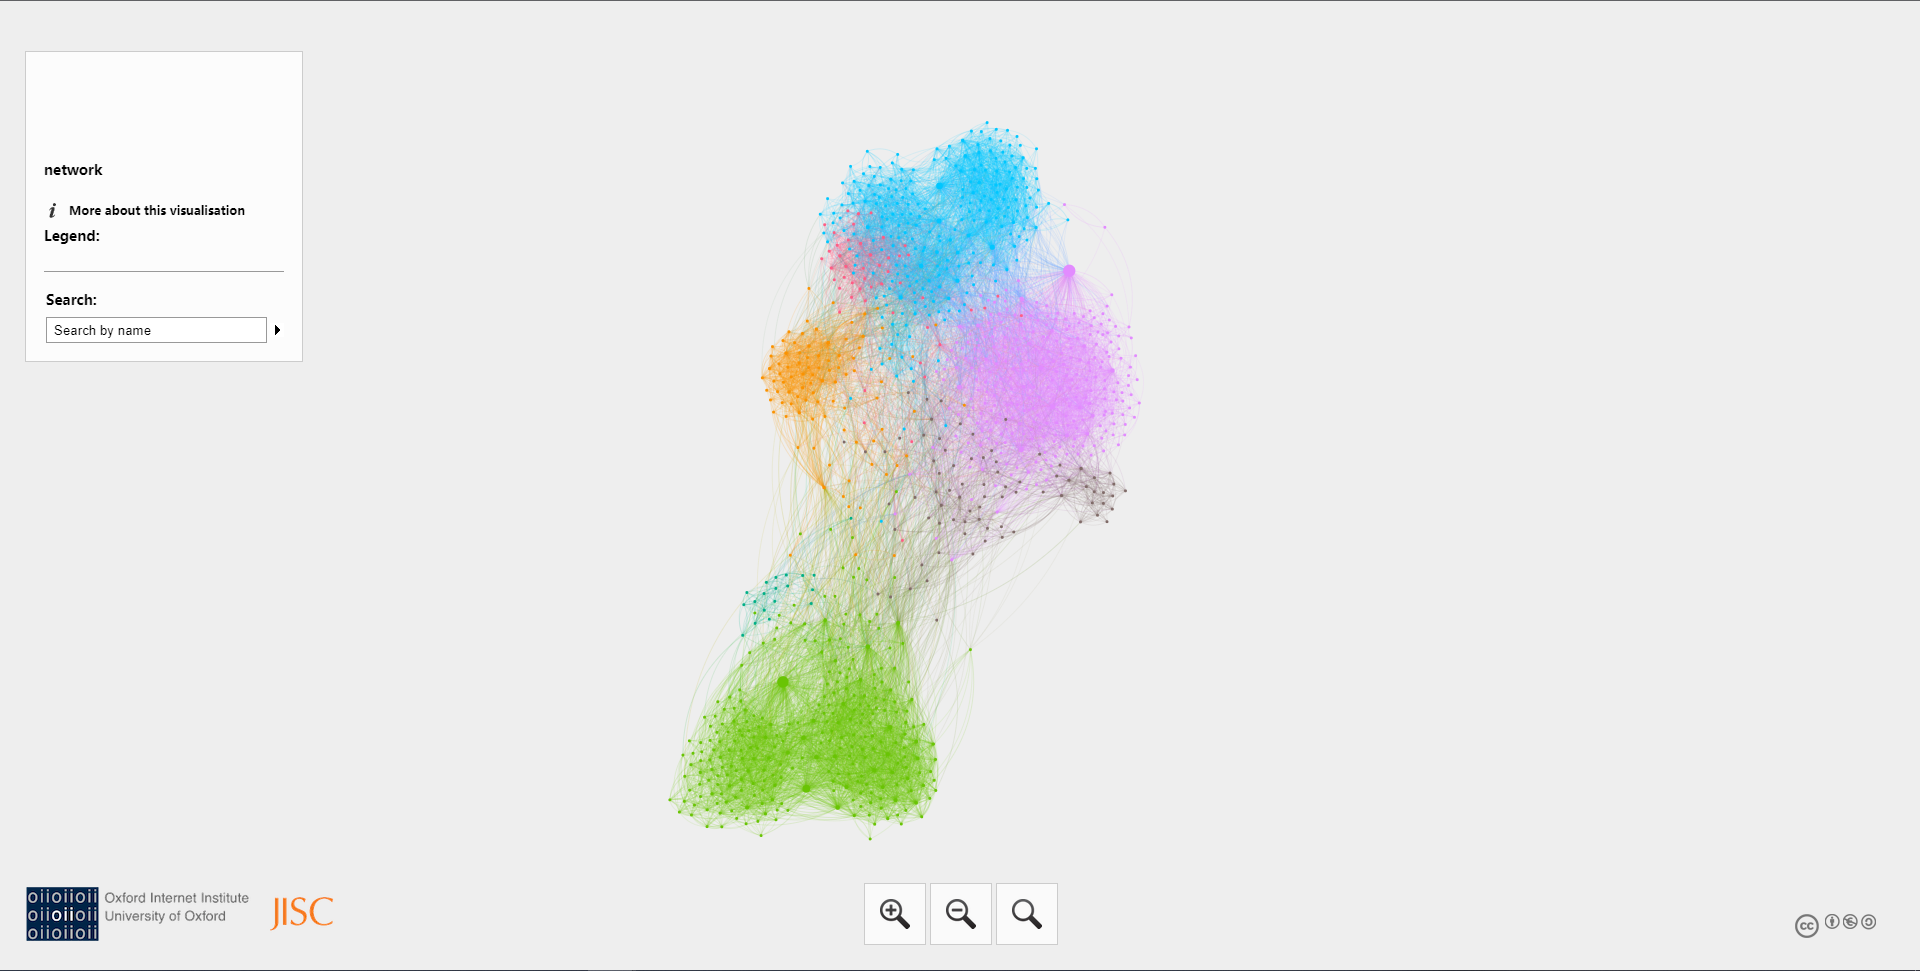 network
i More about this visualisation
Legend:
Search:
Search by name
oiioiioii
oiioiioii
oiioiioii
Oxford Internet Institute
University of Oxford
JISC
cc